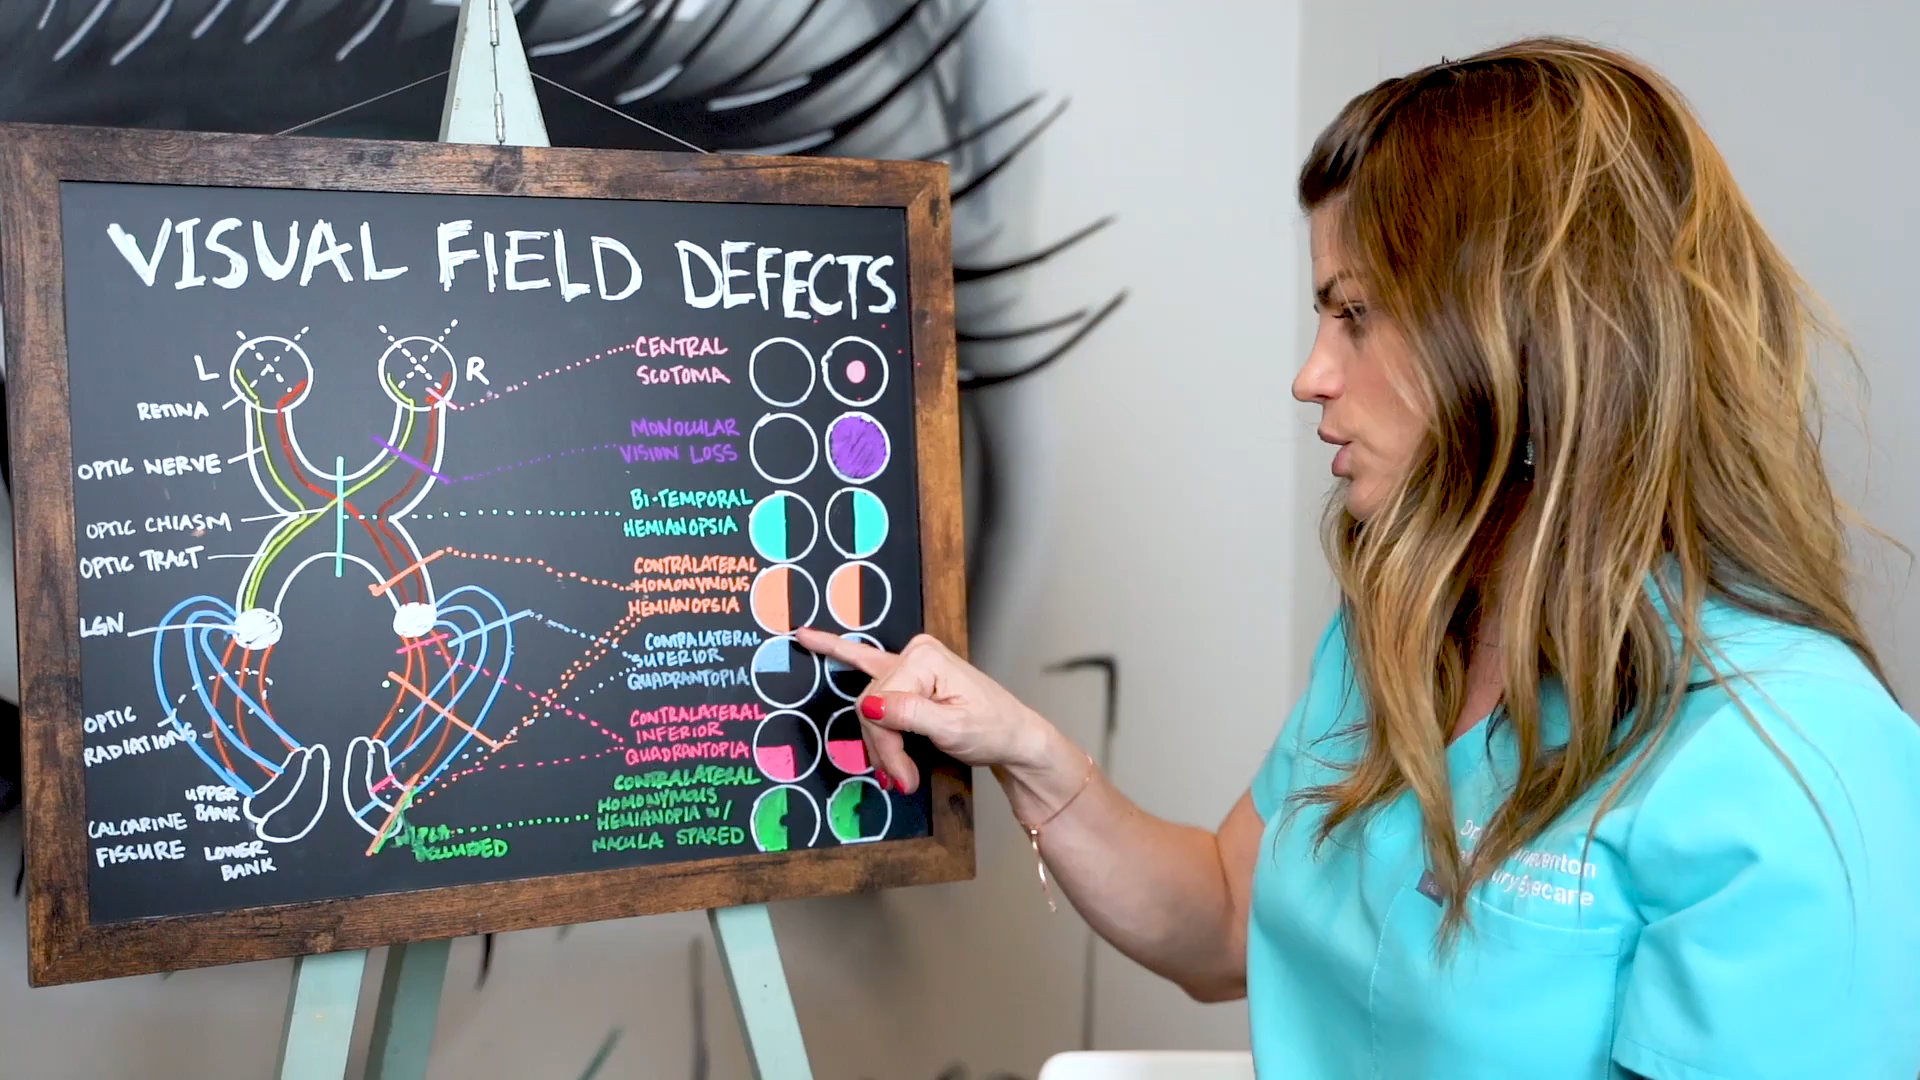 VISUAL FIELD DEFECTS
L
R
RETINA
OPTIC NERVE
OPTIC CHIASM
OPTIC TRACT
LGN
OPTIC
RADIATIONS
UPPER
BANK
CALCARINE
FISSURE
LOWER
BANK
CENTRAL
SCOTOMA
MONOCULAR
VISION LOSS
BI-TEMPORAL
HEMIANOPSIA
CONTRALATERAL
HOMONYMOUS
HEMIANOPSIA
CONTRALATERAL
SUPERIOR
QUADRANTOPIA
CONTRALATERAL
INFERIOR
QUADRANTOPIA
CONTRALATERAL
HOMONYMOUS
HEMIANOPIA W/
MACULA SPARED
OCCLUDED